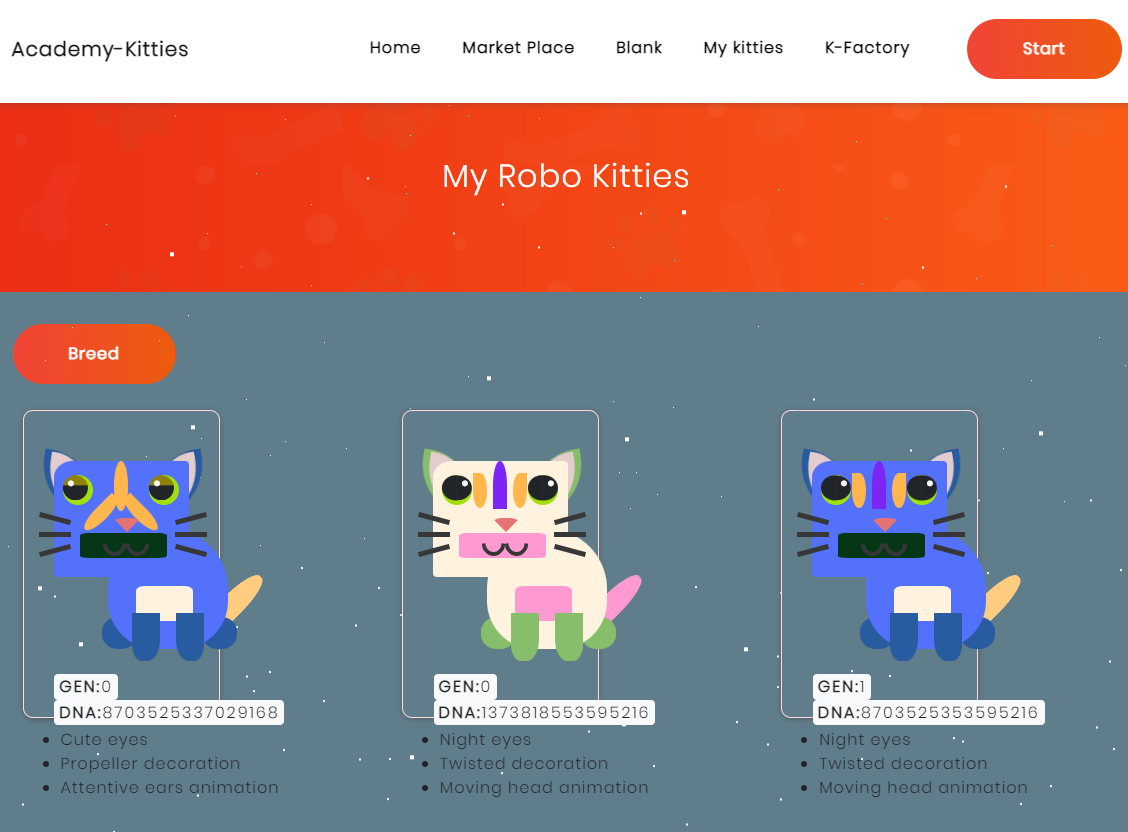 Academy-Kitties
Home
Market Place
Blank
My kitties
K-Factory
Start
My Robo Kitties
Breed
GEN:0
DNA:8703525337029168
Cute eyes
Propeller decoration
Attentive ears animation
GEN:0
DNA:1373818553595216
Night eyes
Twisted decoration
Moving head animation
GEN:1
DNA:8703525353595216
Night eyes
Twisted decoration
Moving head animation